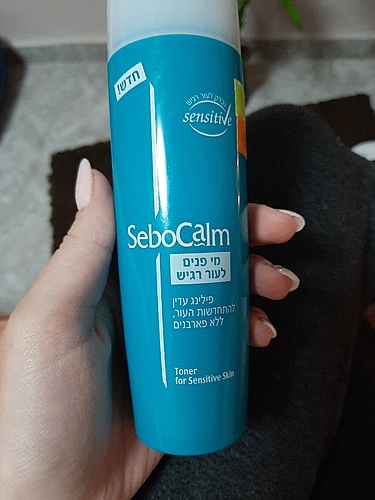 חדש!
נבדק לעור רגיש
sensitive
SeboCalm
מי פנים
לעור רגיש
פילינג עדין
להתחדשות העור,
ללא פארבנים
Toner
for Sensitive Skin